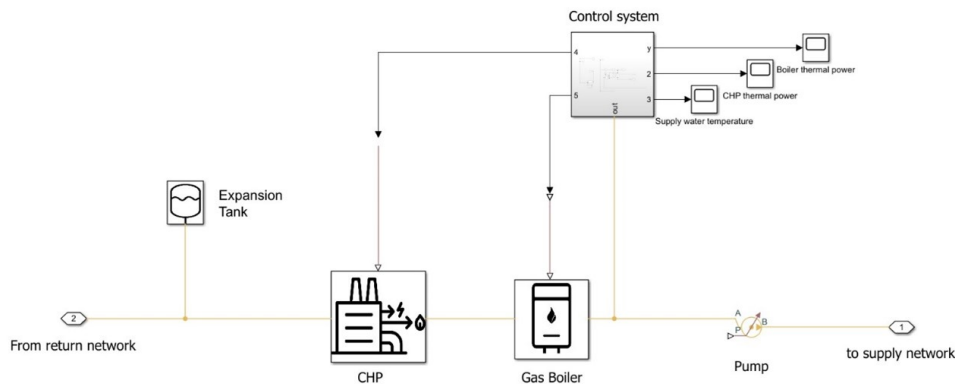 Control system
4
5
y
2
3
out
Boiler thermal power
CHP thermal power
Supply water temperature
Expansion
Tank
2
From return network
CHP
Gas Boiler
A
P
B
Pump
1
to supply network